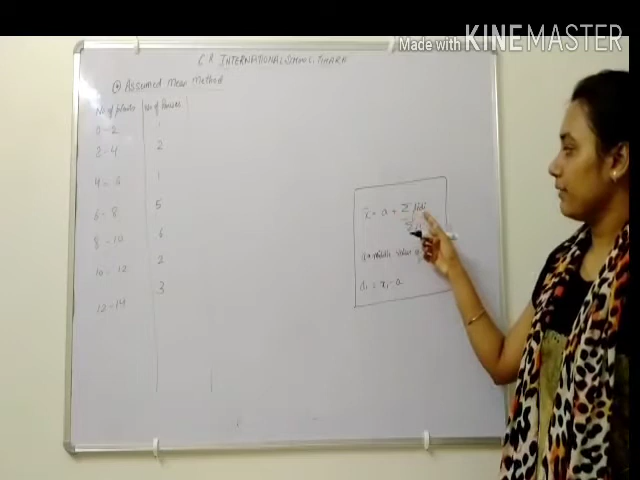 Made with KINEMASTER
G R INTERNATIONAL SCHOOL, TIHARA
Assumed Mean Method
No of plants No of houses
0-2 1
2-4 2
4-6 1
6-8 5
8-10 6
10-12 2
12-14 3
x̄ = a + Σfidi
a = middle value
di = xi - a